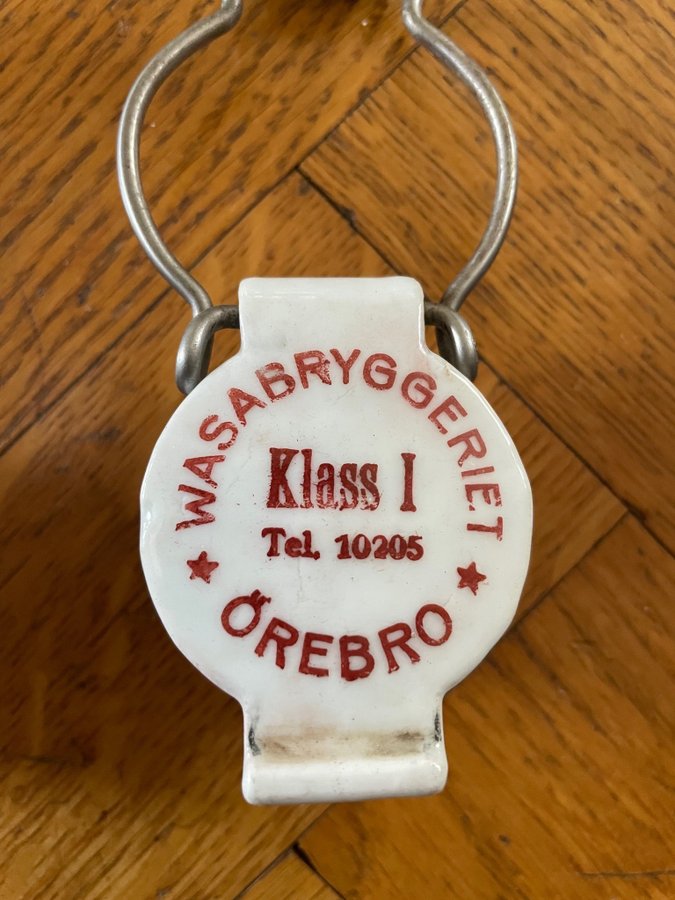 WASABRYGGERIET
Klass I
Tel. 10205
★ ÖREBRO ★